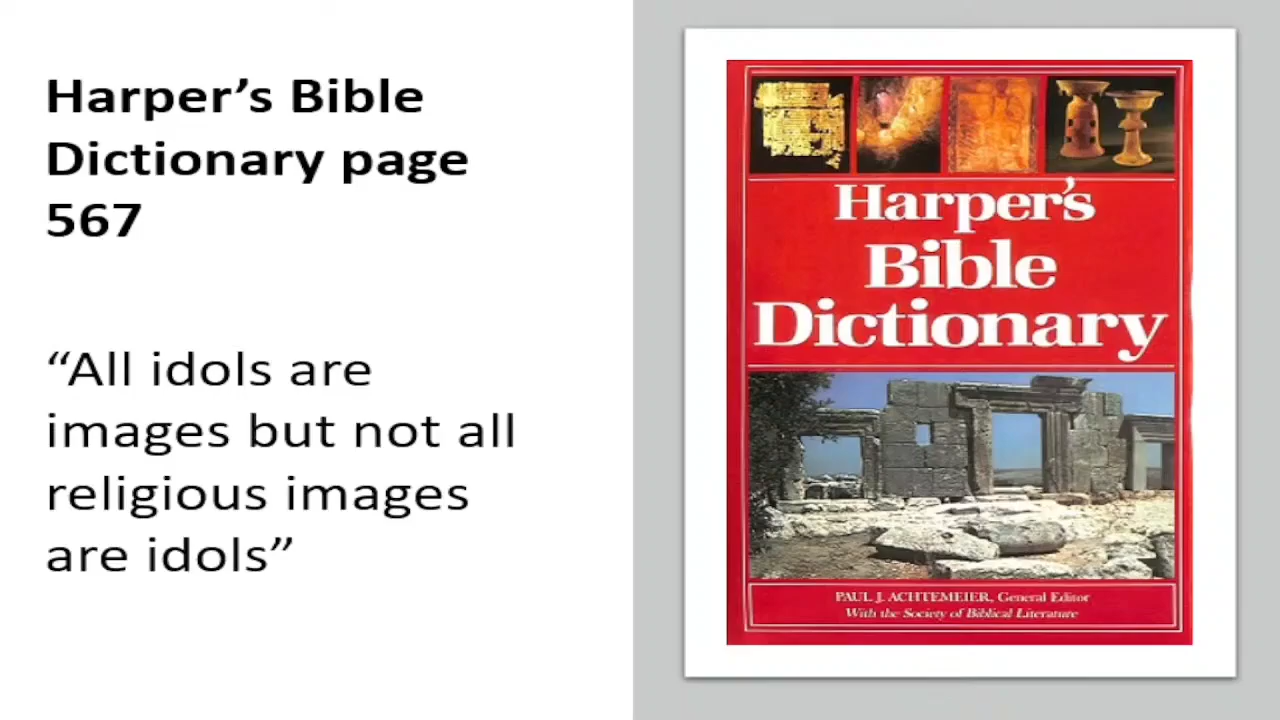 Harper’s Bible
Dictionary page
567
“All idols are
images but not all
religious images
are idols”
Harper's
Bible
Dictionary
PAUL J. ACHTEMEIER, General Editor
With the Society of Biblical Literature